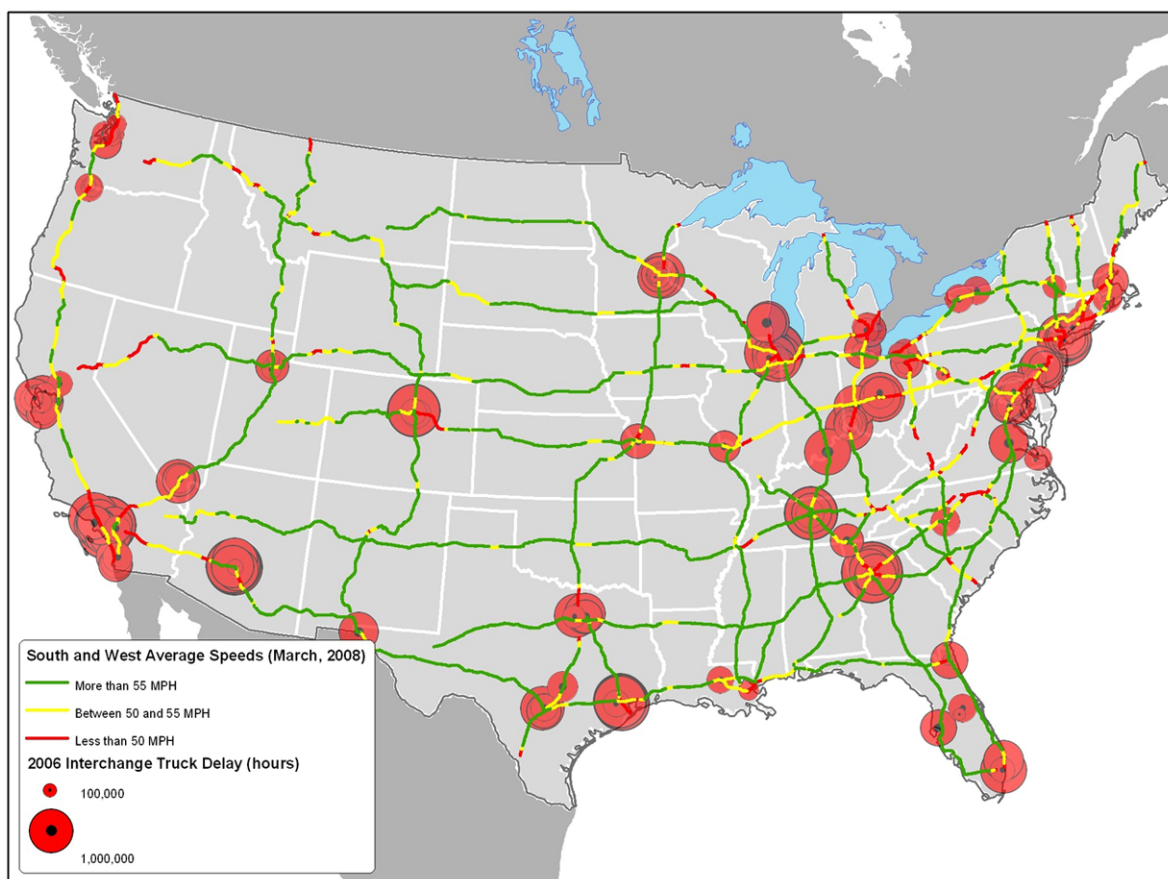 South and West Average Speeds (March, 2008)
More than 55 MPH
Between 50 and 55 MPH
Less than 50 MPH
2006 Interchange Truck Delay (hours)
100,000
1,000,000